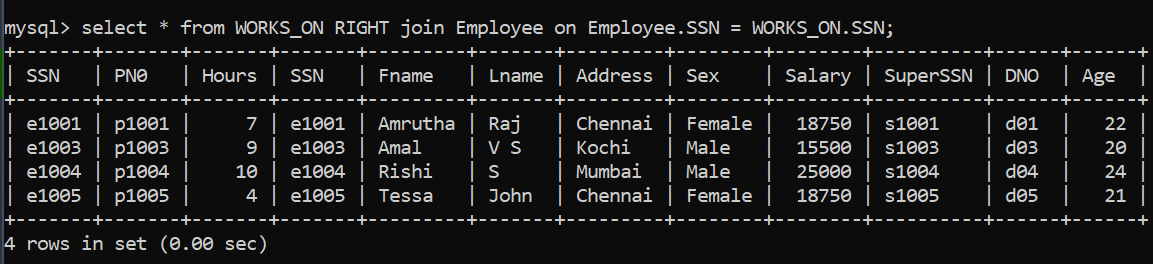 mysql> select * from WORKS_ON RIGHT join Employee on Employee.SSN = WORKS_ON.SSN;
+-------+-------+-------+-------+---------+-------+---------+--------+--------+----------+------+------+
| SSN   | PN0   | Hours | SSN   | Fname   | Lname | Address | Sex    | Salary | SuperSSN | DNO  | Age  |
+-------+-------+-------+-------+---------+-------+---------+--------+--------+----------+------+------+
| e1001 | p1001 |     7 | e1001 | Amrutha | Raj   | Chennai | Female |  18750 | s1001    | d01  |   22 |
| e1003 | p1003 |     9 | e1003 | Amal    | V S   | Kochi   | Male   |  15500 | s1003    | d03  |   20 |
| e1004 | p1004 |    10 | e1004 | Rishi   | S     | Mumbai  | Male   |  25000 | s1004    | d04  |   24 |
| e1005 | p1005 |     4 | e1005 | Tessa   | John  | Chennai | Female |  18750 | s1005    | d05  |   21 |
+-------+-------+-------+-------+---------+-------+---------+--------+--------+----------+------+------+
4 rows in set (0.00 sec)